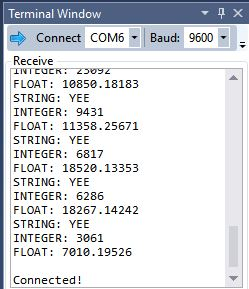 Terminal Window
Connect COM6 Baud: 9600
Receive
INTEGER: 23092
FLOAT: 10850.18183
STRING: YEE
INTEGER: 9431
FLOAT: 11358.25671
STRING: YEE
INTEGER: 6817
FLOAT: 18520.13353
STRING: YEE
INTEGER: 6286
FLOAT: 18267.14242
STRING: YEE
INTEGER: 3061
FLOAT: 7010.19526
Connected!